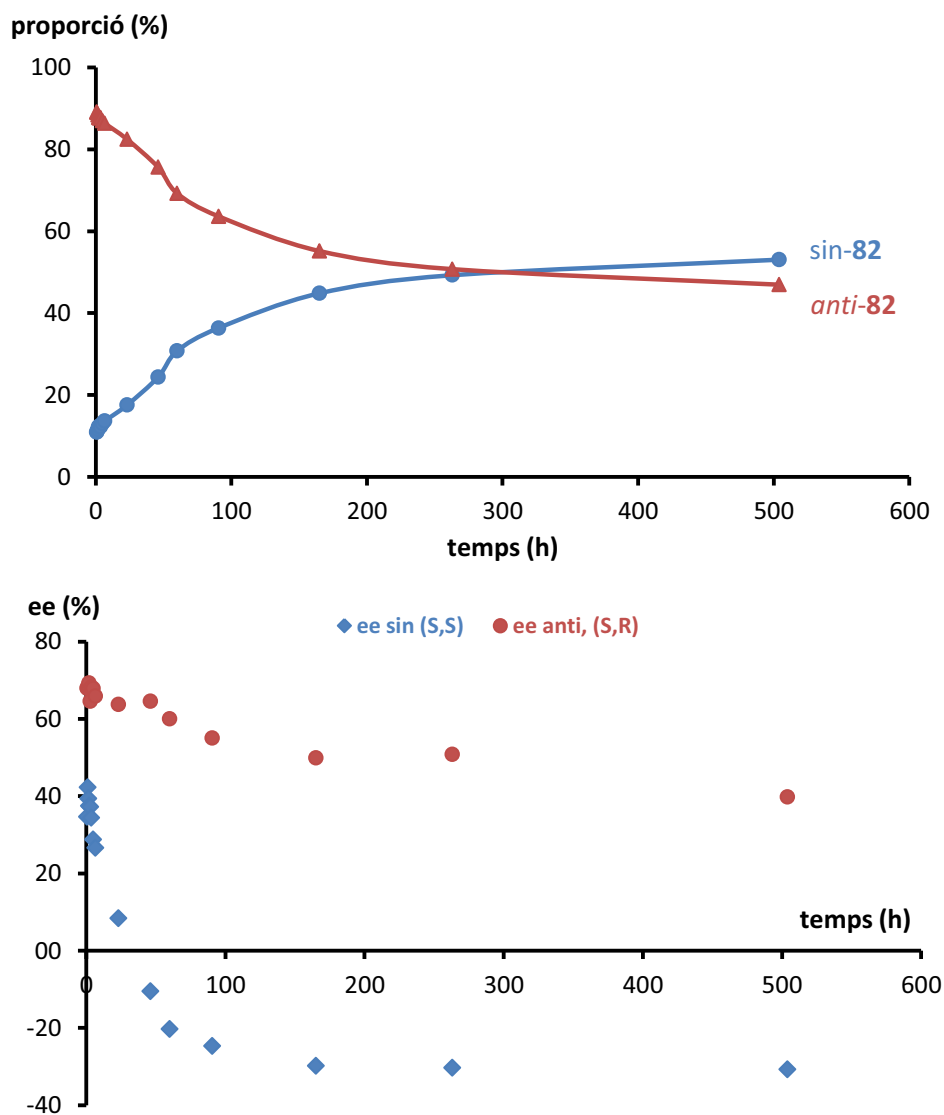 proporció (%)
100
80
60
40
20
0
sin-82
anti-82
0 100 200 300 400 500 600
temps (h)
ee (%)
ee sin (S,S) ee anti, (S,R)
80
60
40
20
00
-20
-40
temps (h)
0 100 200 300 400 500 600